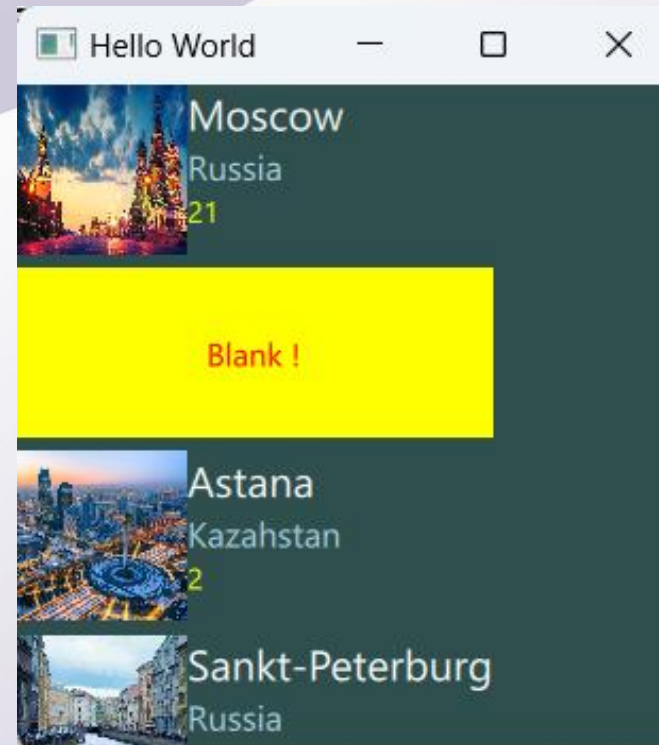 Hello World
Moscow
Russia
21
Blank !
Astana
Kazahstan
2
Sankt-Peterburg
Russia